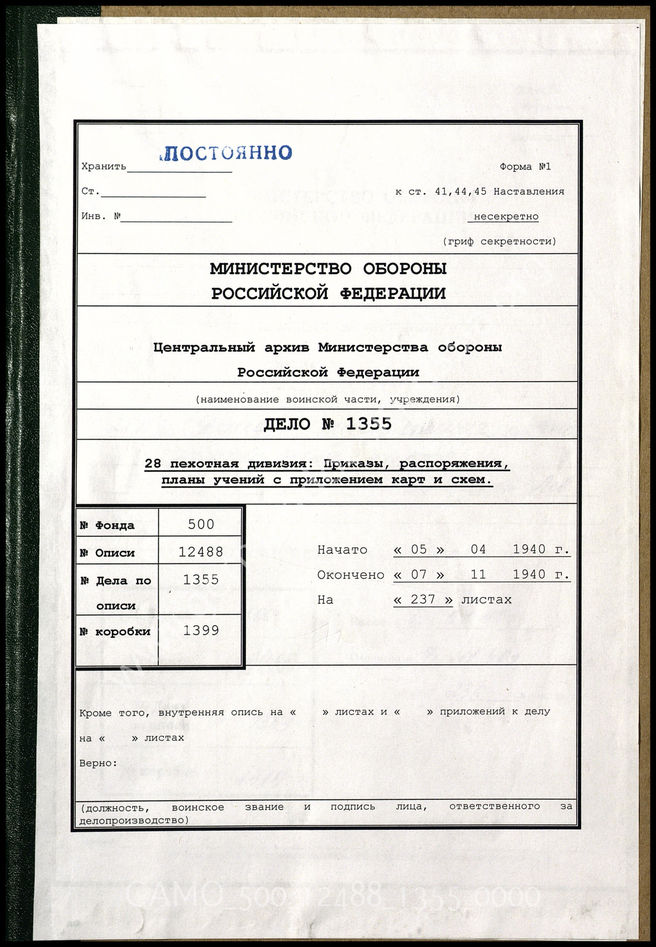 ПОСТОЯННО
Хранить
Форма №1
Ст.
к ст. 41,44,45 Наставления
Инв. №
несекретно
(гриф секретности)
МИНИСТЕРСТВО ОБОРОНЫ
РОССИЙСКОЙ ФЕДЕРАЦИИ
Центральный архив Министерства обороны
Российской Федерации
(наименование воинской части, учреждения)
ДЕЛО № 1355
28 пехотная дивизия: Приказы, распоряжения,
планы учений с приложением карт и схем.
№ Фонда 500
№ Описи 12488
№ Дела по описи 1355
№ коробки 1399
Начато « 05 » 04 1940 г.
Окончено « 07 » 11 1940 г.
На « 237 » листах
Кроме того, внутренняя опись на « » листах и « » приложений к делу
на « » листах
Верно:
(должность, воинское звание и подпись лица, ответственного за
делопроизводство)
CAMO_500_12488_1355_0000